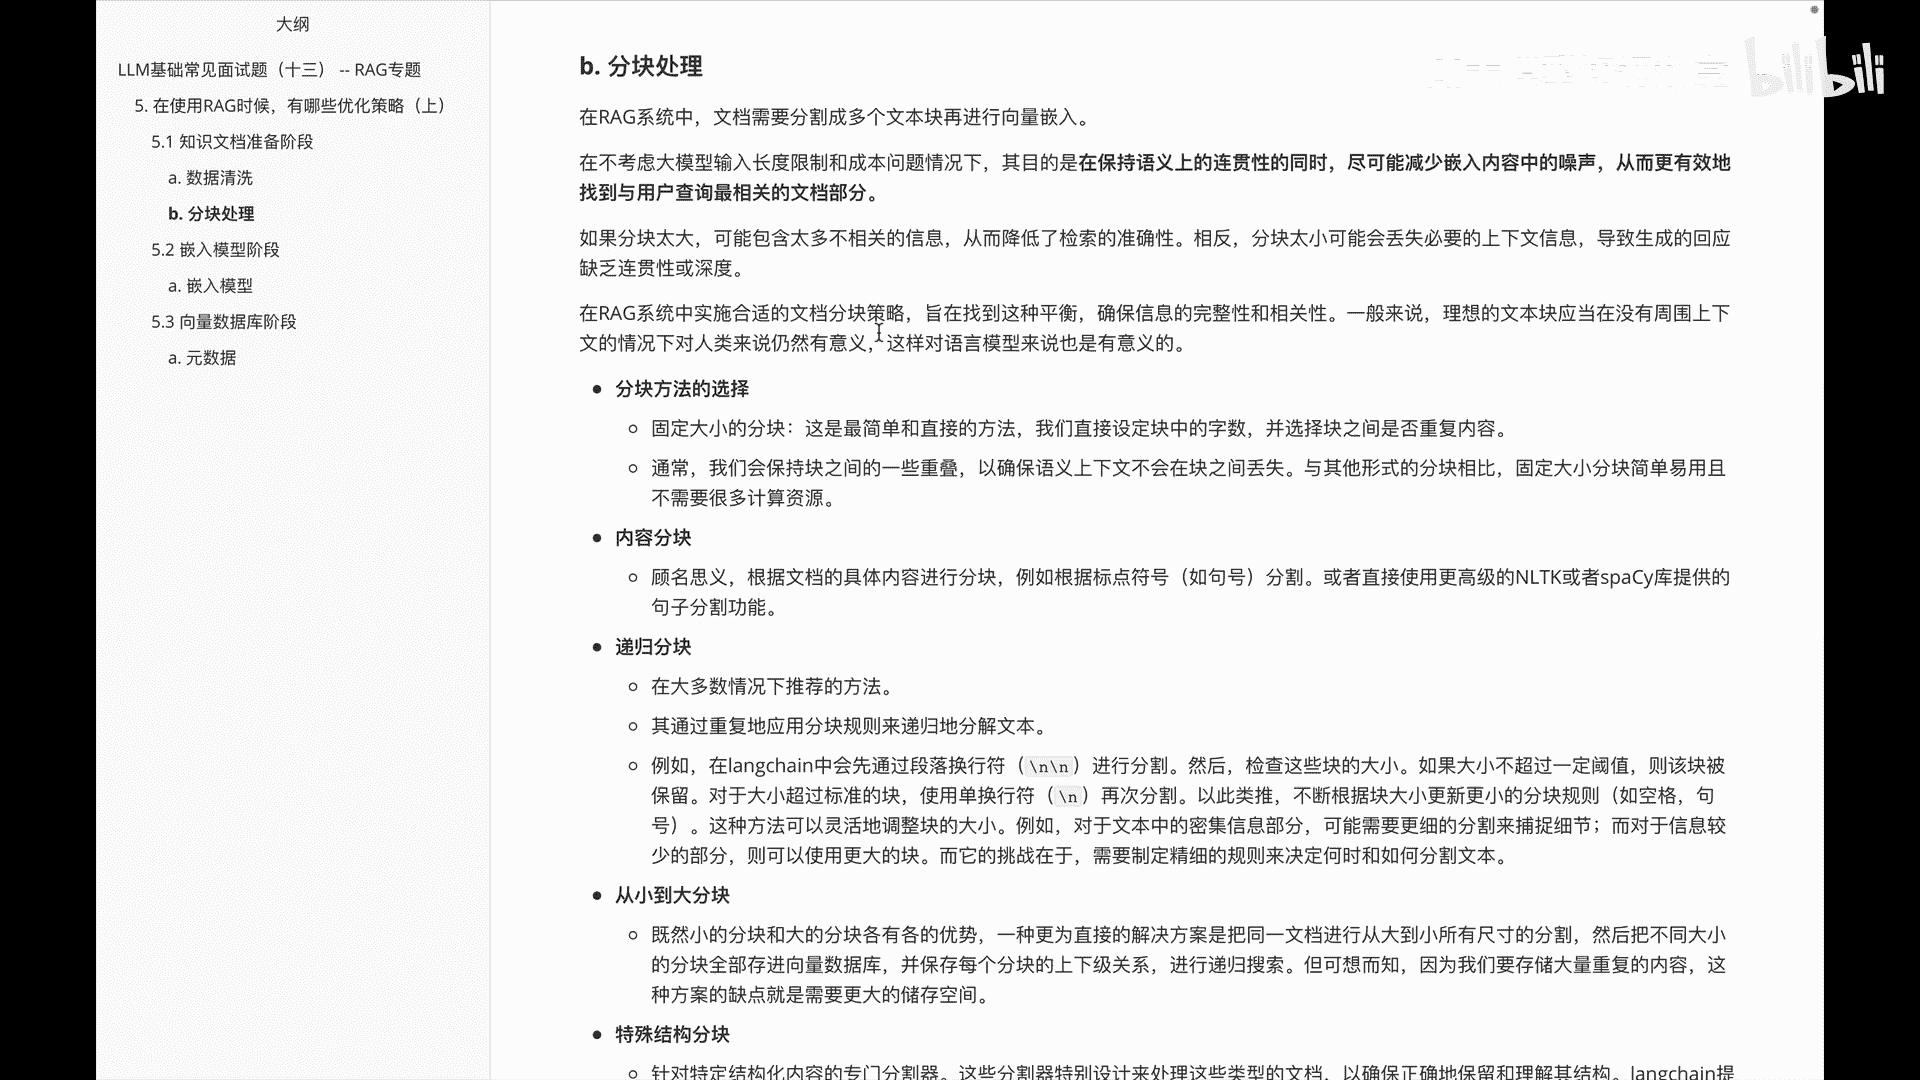 大纲
LLM基础常见面试题（十三） -- RAG专题
5. 在使用RAG时候，有哪些优化策略（上）
5.1 知识文档准备阶段
a. 数据清洗
b. 分块处理
5.2 嵌入模型阶段
a. 嵌入模型
5.3 向量数据库阶段
a. 元数据
bilibili
b. 分块处理
在RAG系统中，文档需要分割成多个文本块再进行向量嵌入。
在不考虑大模型输入长度限制和成本问题情况下，其目的是在保持语义上的连贯性的同时，尽可能减少嵌入内容中的噪声，从而更有效地
找到与用户查询最相关的文档部分。
如果分块太大，可能包含太多不相关的信息，从而降低了检索的准确性。相反，分块太小可能会丢失必要的上下文信息，导致生成的回应
缺乏连贯性或深度。
在RAG系统中实施合适的文档分块策略，旨在找到这种平衡，确保信息的完整性和相关性。一般来说，理想的文本块应当在没有周围上下
文的情况下对人类来说仍然有意义，这样对语言模型来说也是有意义的。
分块方法的选择
固定大小的分块：这是最简单和直接的方法，我们直接设定块中的字数，并选择块之间是否重复内容。
通常，我们会保持块之间的一些重叠，以确保语义上下文不会在块之间丢失。与其他形式的分块相比，固定大小分块简单易用且
不需要很多计算资源。
内容分块
顾名思义，根据文档的具体内容进行分块，例如根据标点符号（如句号）分割。或者直接使用更高级的NLTK或者spaCy库提供的
句子分割功能。
递归分块
在大多数情况下推荐的方法。
其通过重复地应用分块规则来递归地分解文本。
例如，在langchain中会先通过段落换行符（\n\n）进行分割。然后，检查这些块的大小。如果大小不超过一定阈值，则该块被
保留。对于大小超过标准的块，使用单换行符（\n）再次分割。以此类推，不断根据块大小更新更小的分块规则（如空格，句
号）。这种方法可以灵活地调整块的大小。例如，对于文本中的密集信息部分，可能需要更细的分割来捕捉细节；而对于信息较
少的部分，则可以使用更大的块。而它的挑战在于，需要制定精细的规则来决定何时和如何分割文本。
从小到大分块
既然小的分块和大的分块各有各的优势，一种更为直接的解决方案是把同一文档进行从大到小所有尺寸的分割，然后把不同大小
的分块全部存进向量数据库，并保存每个分块的上下级关系，进行递归搜索。但可想而知，因为我们要存储大量重复的内容，这
种方案的缺点就是需要更大的储存空间。
特殊结构分块
针对特定结构化内容的专门分割器。这些分割器特别设计来处理这些类型的文档，以确保正确地保留和理解其结构。langchain提